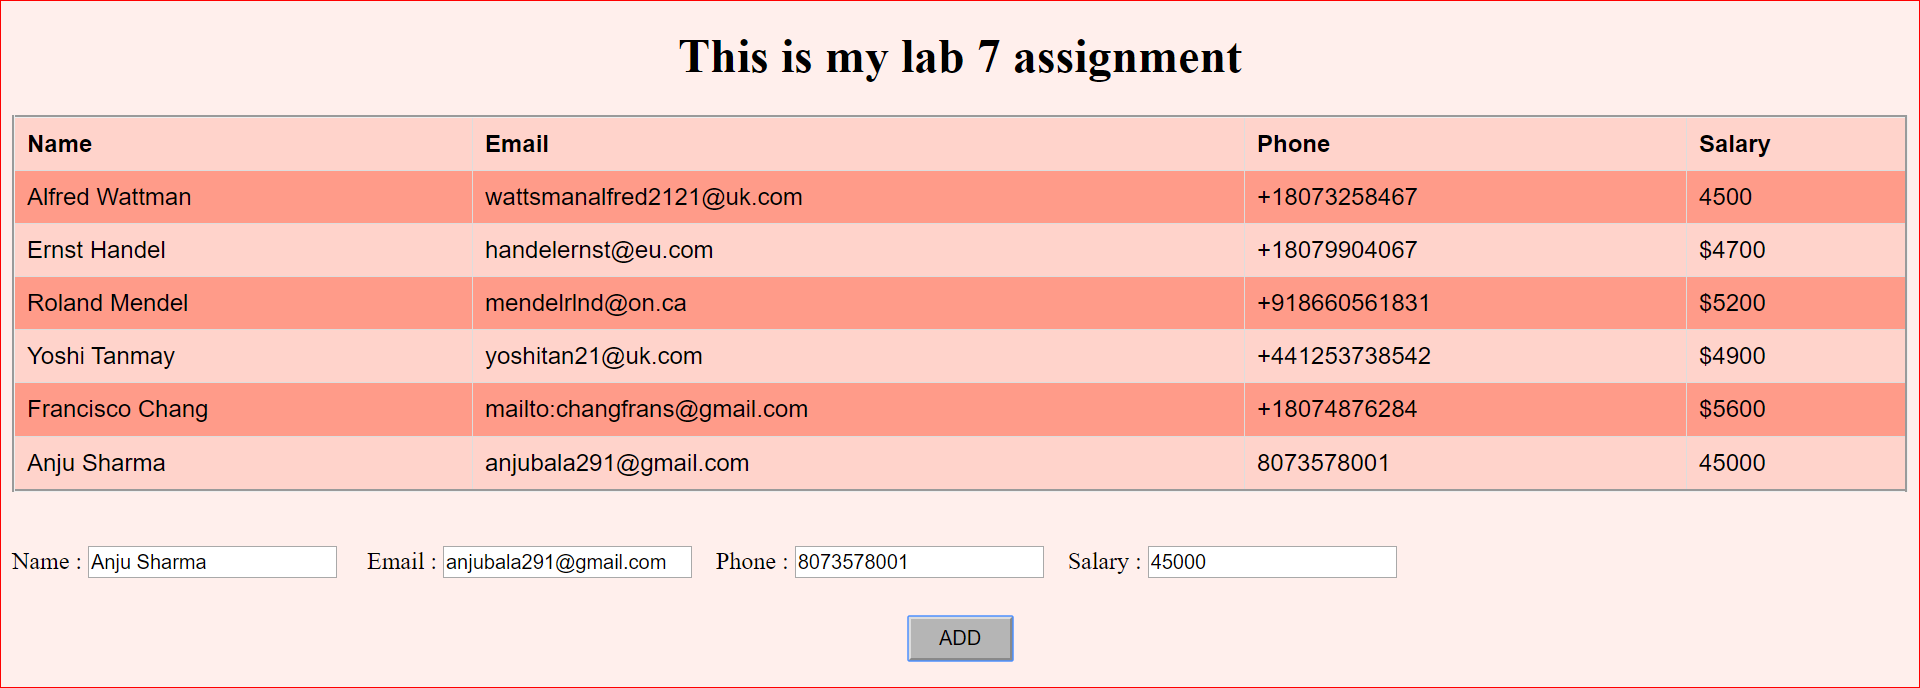 This is my lab 7 assignment
Name Email Phone Salary
Alfred Wattman wattsmanalfred2121@uk.com +18073258467 4500
Ernst Handel handelernst@eu.com +18079904067 $4700
Roland Mendel mendelrlnd@on.ca +918660561831 $5200
Yoshi Tanmay yoshitan21@uk.com +441253738542 $4900
Francisco Chang mailto:changfrans@gmail.com +18074876284 $5600
Anju Sharma anjubala291@gmail.com 8073578001 45000
Name : Anju Sharma Email : anjubala291@gmail.com Phone : 8073578001 Salary : 45000
ADD